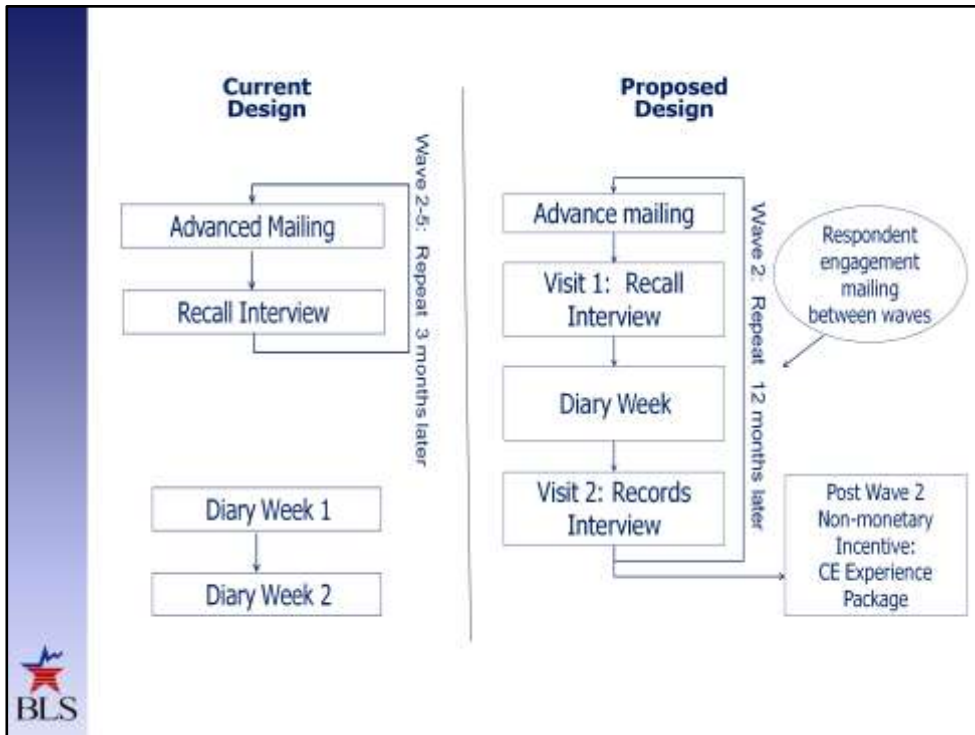 Current
Design
Advanced Mailing
Recall Interview
Wave 2-5: Repeat 3 months later
Diary Week 1
Diary Week 2
Proposed
Design
Advance mailing
Visit 1: Recall
Interview
Diary Week
Visit 2: Records
Interview
Wave 2: Repeat 12 months later
Respondent
engagement
mailing
between waves
Post Wave 2
Non-monetary
Incentive:
CE Experience
Package
BLS